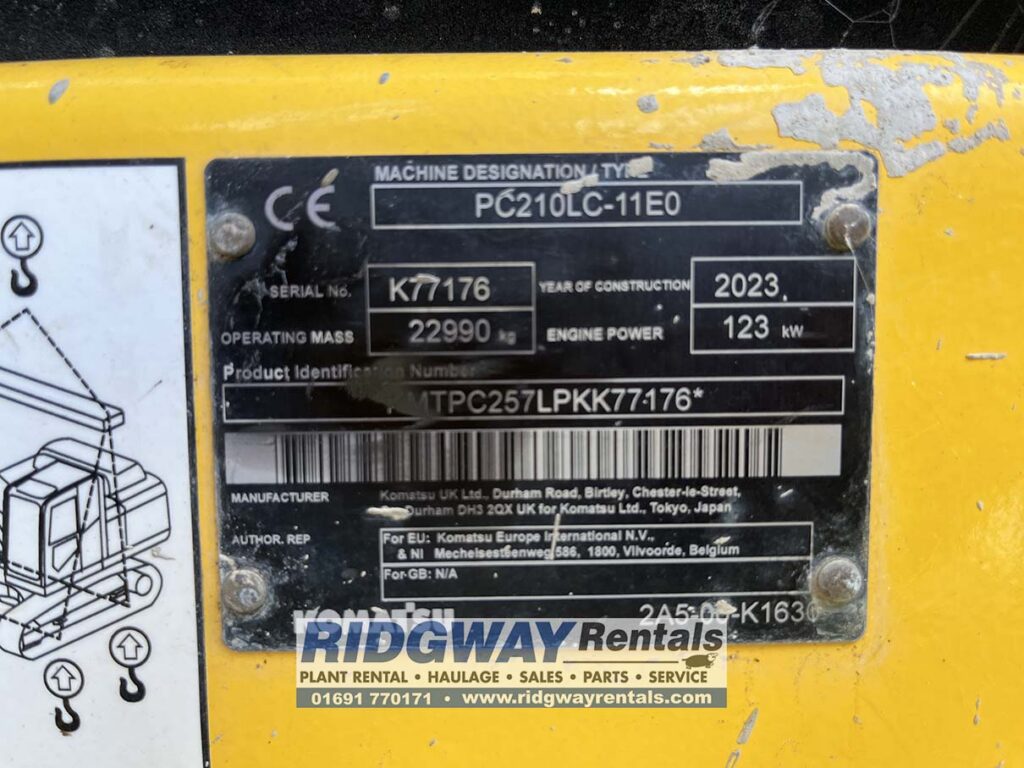 MACHINE DESIGNATION / TYPE
CE
PC210LC-11E0
SERIAL No.
K77176
YEAR OF CONSTRUCTION
2023
OPERATING MASS
22990 kg
ENGINE POWER
123 kW
Product Identification Number
MTPC257LPKK77176*
MANUFACTURER
Komatsu UK Ltd., Durham Road, Birtley, Chester-le-Street,
Durham DH3 2QX UK for Komatsu Ltd., Tokyo, Japan
AUTHOR. REP
For EU: Komatsu Europe International N.V.,
& NI Mechelsesteenweg 586, 1800, Vilvoorde, Belgium
For GB: N/A
KOMATSU
RIDGWAY Rentals
PLANT RENTAL • HAULAGE • SALES • PARTS • SERVICE
01691 770171 • www.ridgwayrentals.com